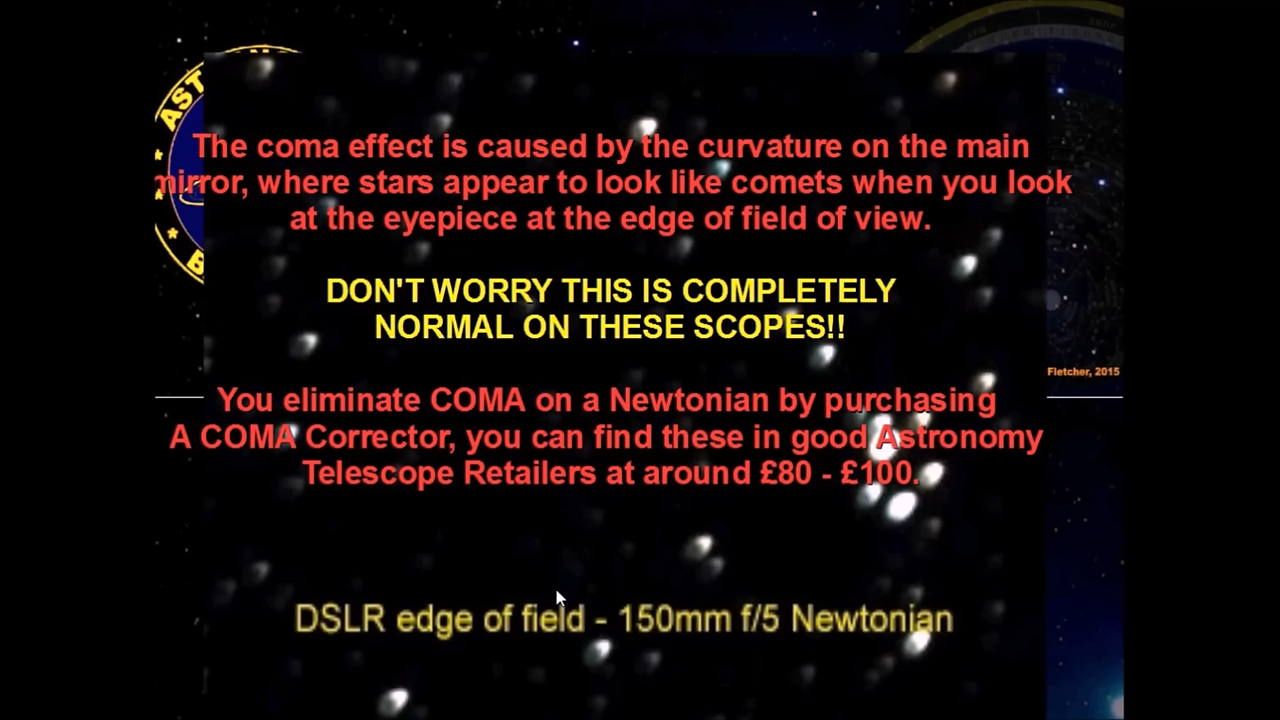 AST
The coma effect is caused by the curvature on the main
mirror, where stars appear to look like comets when you look
at the eyepiece at the edge of field of view.
DON'T WORRY THIS IS COMPLETELY
NORMAL ON THESE SCOPES!!
Fletcher, 2015
You eliminate COMA on a Newtonian by purchasing
A COMA Corrector, you can find these in good Astronomy
Telescope Retailers at around £80 - £100.
DSLR edge of field - 150mm f/5 Newtonian